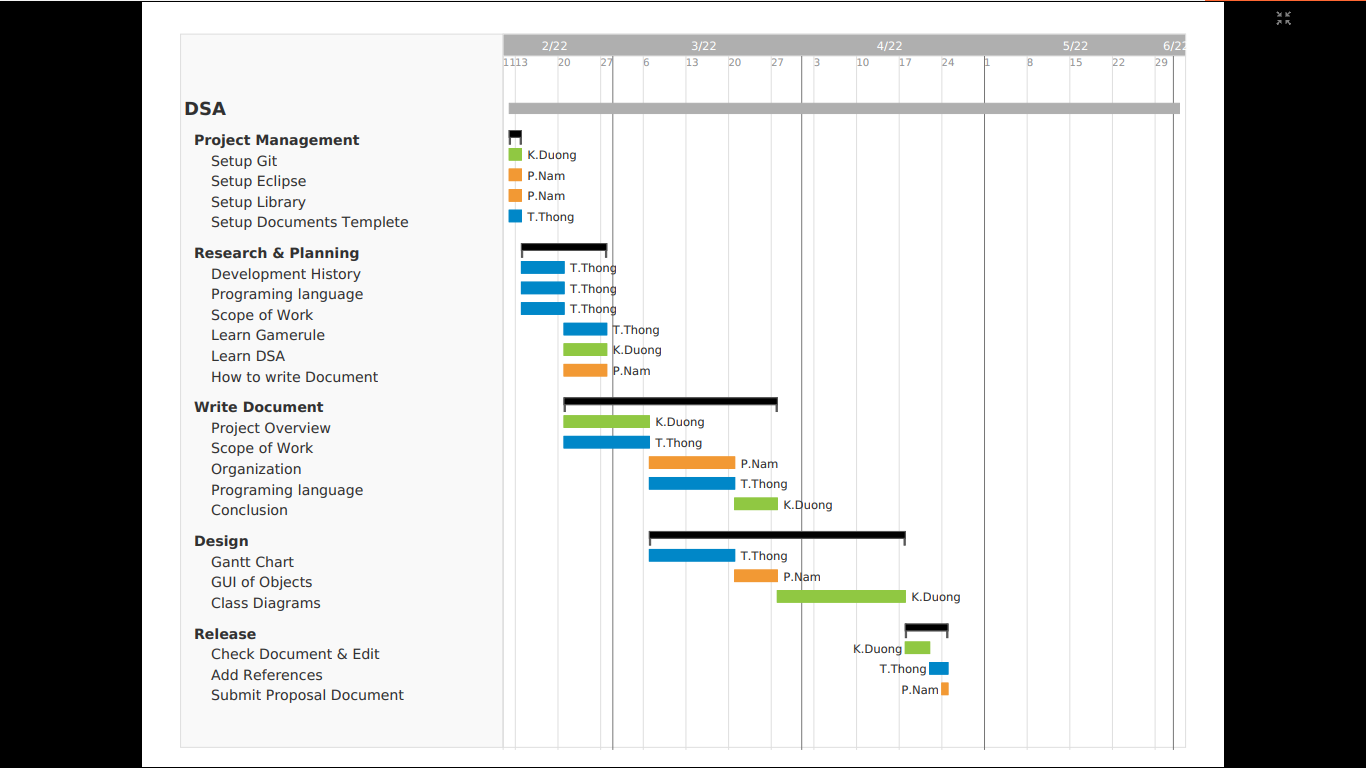 2/22 3/22 4/22 5/22 6/22
11 13 20 27 6 13 20 27 3 10 17 24 1 8 15 22 29
DSA
Project Management
Setup Git K.Duong
Setup Eclipse P.Nam
Setup Library P.Nam
Setup Documents Templete T.Thong
Research & Planning
Development History T.Thong
Programing language T.Thong
Scope of Work T.Thong
Learn Gamerule T.Thong
Learn DSA K.Duong
How to write Document P.Nam
Write Document
Project Overview K.Duong
Scope of Work T.Thong
Organization P.Nam
Programing language T.Thong
Conclusion K.Duong
Design
Gantt Chart T.Thong
GUI of Objects P.Nam
Class Diagrams K.Duong
Release
Check Document & Edit K.Duong
Add References T.Thong
Submit Proposal Document P.Nam